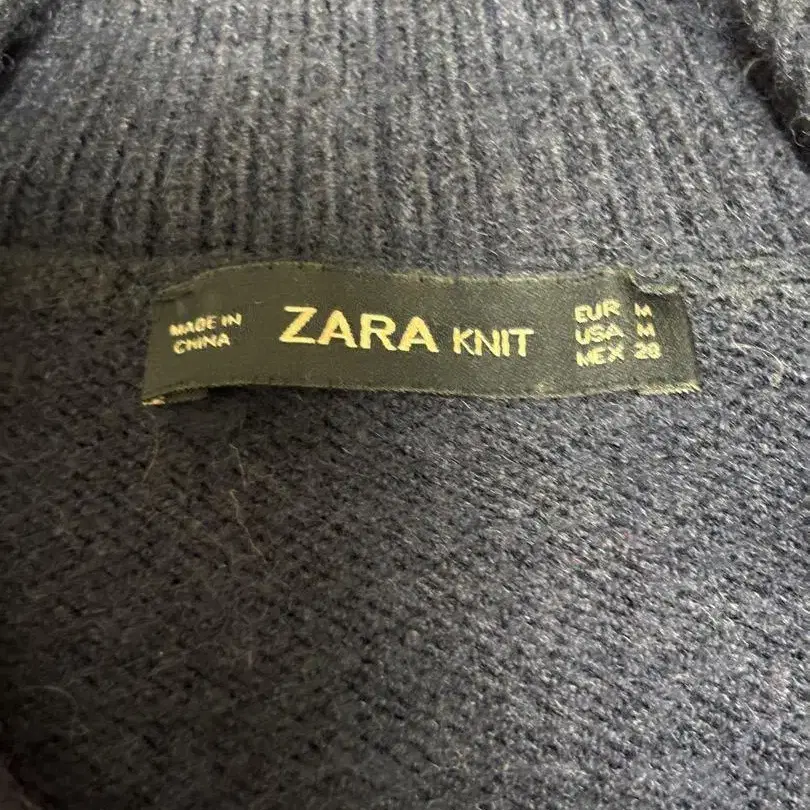 MADE IN
CHINA
ZARA KNIT
EUR M
USA M
MEX 28